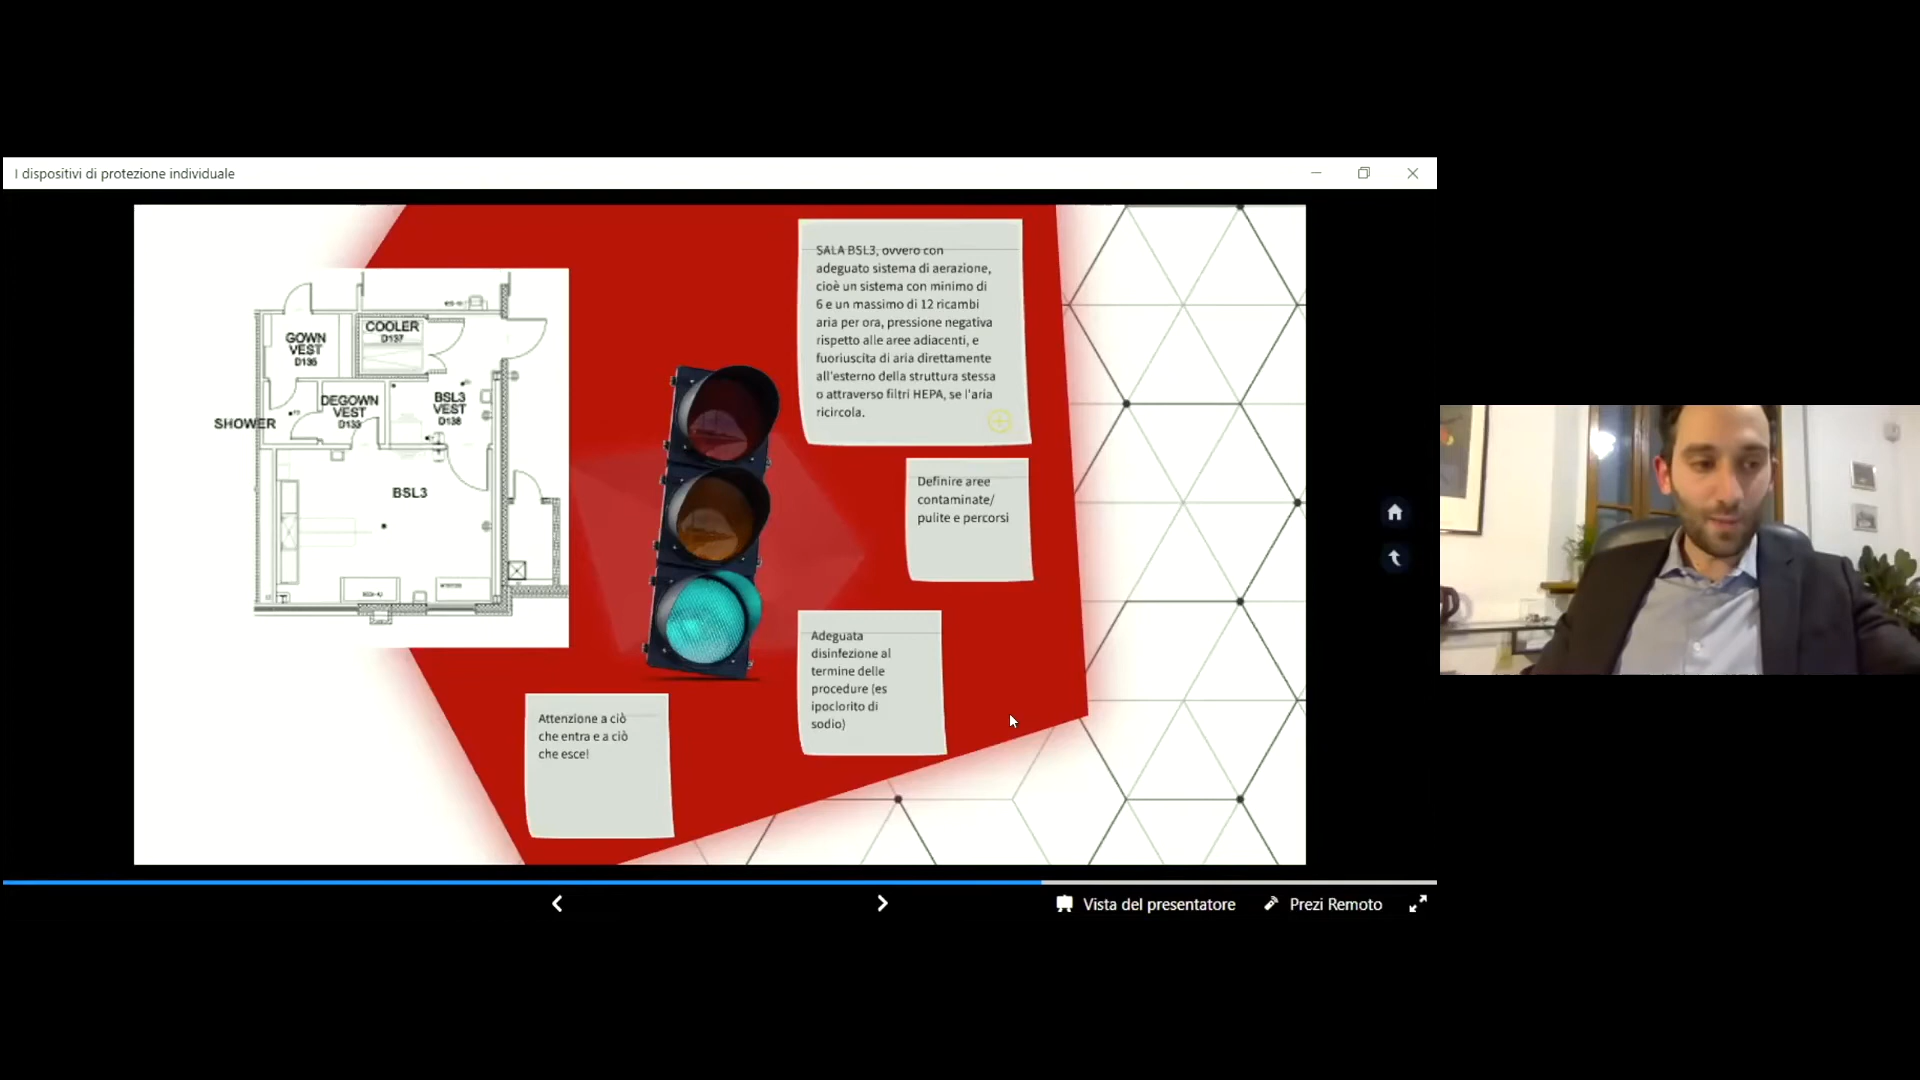 I dispositivi di protezione individuale
GOWN
VEST
D135
COOLER
D137
SHOWER
DEGOWN
VEST
D133
BSL3
VEST
D138
BSL3
SALA BSL3, ovvero con
adeguato sistema di aerazione,
cioè un sistema con minimo di
6 e un massimo di 12 ricambi
aria per ora, pressione negativa
rispetto alle aree adiacenti, e
fuoriuscita di aria direttamente
all'esterno della struttura stessa
o attraverso filtri HEPA, se l'aria
ricircola.
Definire aree
contaminate/
pulite e percorsi
Adeguata
disinfezione al
termine delle
procedure (es
ipoclorito di
sodio)
Attenzione a ciò
che entra e a ciò
che esce!
Vista del presentatore
Prezi Remoto